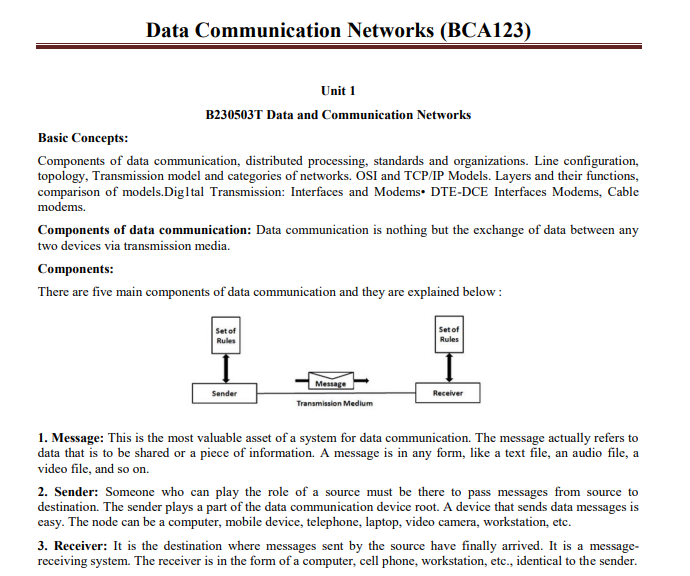 Data Communication Networks (BCA123)
Unit 1
B230503T Data and Communication Networks
Basic Concepts:
Components of data communication, distributed processing, standards and organizations. Line configuration,
topology, Transmission model and categories of networks. OSI and TCP/IP Models. Layers and their functions,
comparison of models.Dig1tal Transmission: Interfaces and Modems• DTE-DCE Interfaces Modems, Cable
modems.
Components of data communication: Data communication is nothing but the exchange of data between any
two devices via transmission media.
Components:
There are five main components of data communication and they are explained below :
Set of
Rules
Set of
Rules
Message
Sender
Receiver
Transmission Medium
1. Message: This is the most valuable asset of a system for data communication. The message actually refers to
data that is to be shared or a piece of information. A message is in any form, like a text file, an audio file, a
video file, and so on.
2. Sender: Someone who can play the role of a source must be there to pass messages from source to
destination. The sender plays a part of the data communication device root. A device that sends data messages is
easy. The node can be a computer, mobile device, telephone, laptop, video camera, workstation, etc.
3. Receiver: It is the destination where messages sent by the source have finally arrived. It is a message-
receiving system. The receiver is in the form of a computer, cell phone, workstation, etc., identical to the sender.